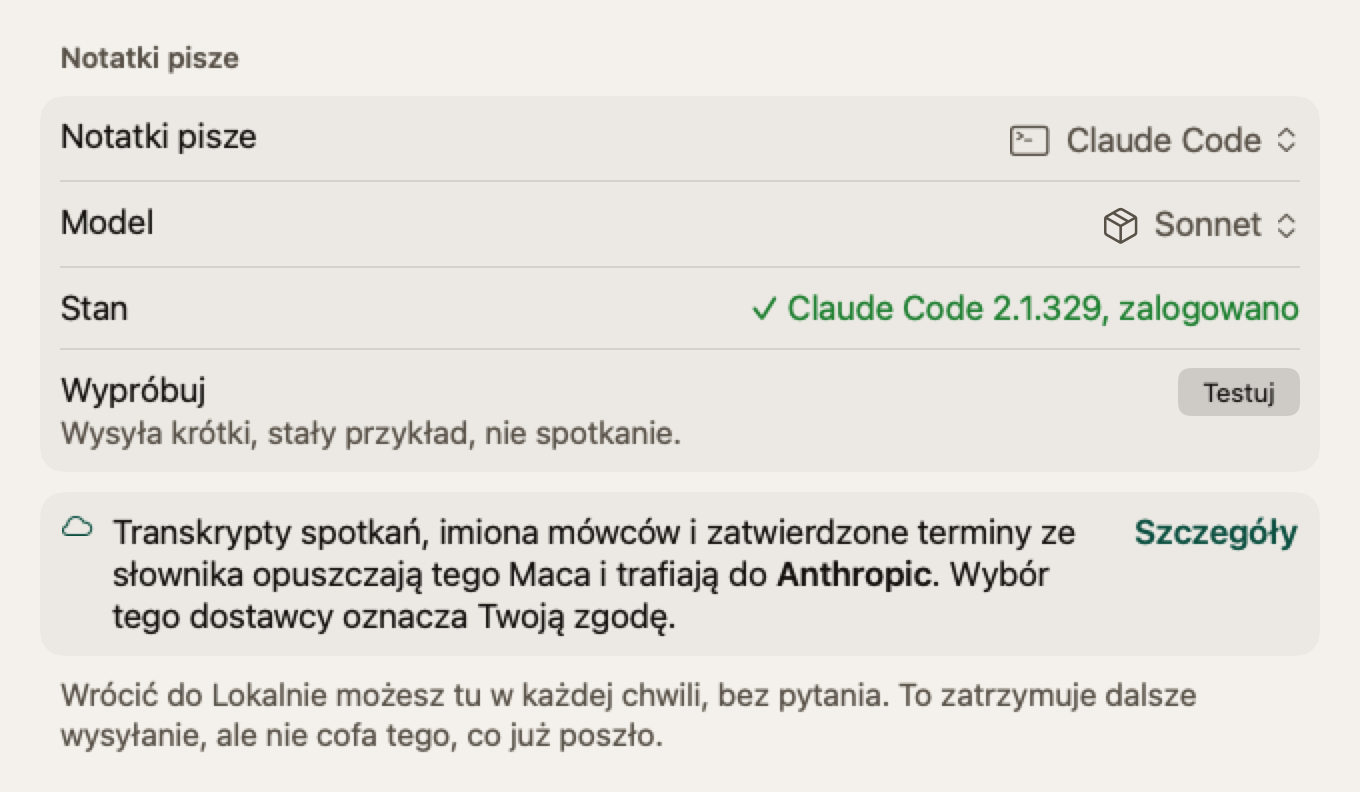 Notatki pisze
Notatki pisze
Claude Code
Model
Sonnet
Stan
✓ Claude Code 2.1.329, zalogowano
Wypróbuj
Testuj
Wysyła krótki, stały przykład, nie spotkanie.
Transkrypty spotkań, imiona mówców i zatwierdzone terminy ze
Szczegóły
słownika opuszczają tego Maca i trafiają do Anthropic. Wybór
tego dostawcy oznacza Twoją zgodę.
Wrócić do Lokalnie możesz tu w każdej chwili, bez pytania. To zatrzymuje dalsze
wysyłanie, ale nie cofa tego, co już poszło.